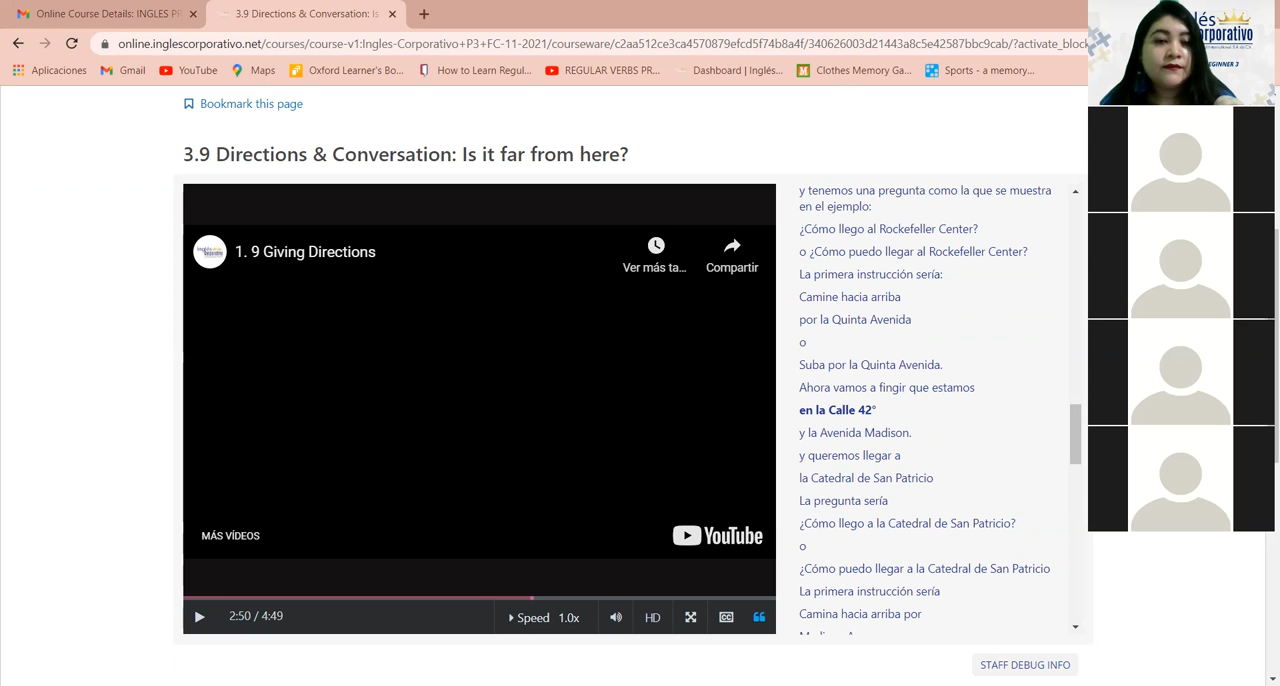 Online Course Details: INGLES PR
3.9 Directions & Conversation: Is
online.inglescorporativo.net/courses/course-v1:Ingles-Corporativo+P3+FC-11-2021/courseware/c2aa512ce3ca4570879efcd5f74b8a4f/340626003d21443a8c5e42587bbc9cab/?activate_block
Aplicaciones
Gmail
YouTube
Maps
Oxford Learner's Bo...
How to Learn Regul...
REGULAR VERBS PR...
Dashboard | Inglés...
Clothes Memory Ga...
Sports - a memory...
Bookmark this page
3.9 Directions & Conversation: Is it far from here?
1. 9 Giving Directions
Ver más ta...
Compartir
MÁS VÍDEOS
YouTube
2:50 / 4:49
Speed 1.0x
HD
y tenemos una pregunta como la que se muestra
en el ejemplo:
¿Cómo llego al Rockefeller Center?
o ¿Cómo puedo llegar al Rockefeller Center?
La primera instrucción sería:
Camine hacia arriba
por la Quinta Avenida
o
Suba por la Quinta Avenida.
Ahora vamos a fingir que estamos
en la Calle 42°
y la Avenida Madison.
y queremos llegar a
la Catedral de San Patricio
La pregunta sería
¿Cómo llego a la Catedral de San Patricio?
o
¿Cómo puedo llegar a la Catedral de San Patricio
La primera instrucción sería
Camina hacia arriba por
STAFF DEBUG INFO